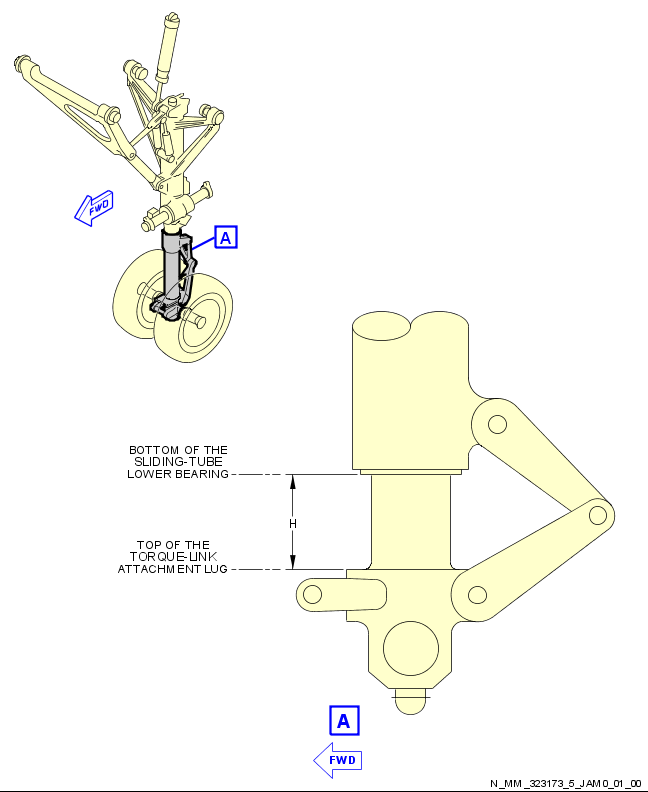 FWD
A
BOTTOM OF THE
SLIDING-TUBE
LOWER BEARING
H
TOP OF THE
TORQUE-LINK
ATTACHMENT LUG
A
FWD
N_MM_323173_5_JAM0_01_00